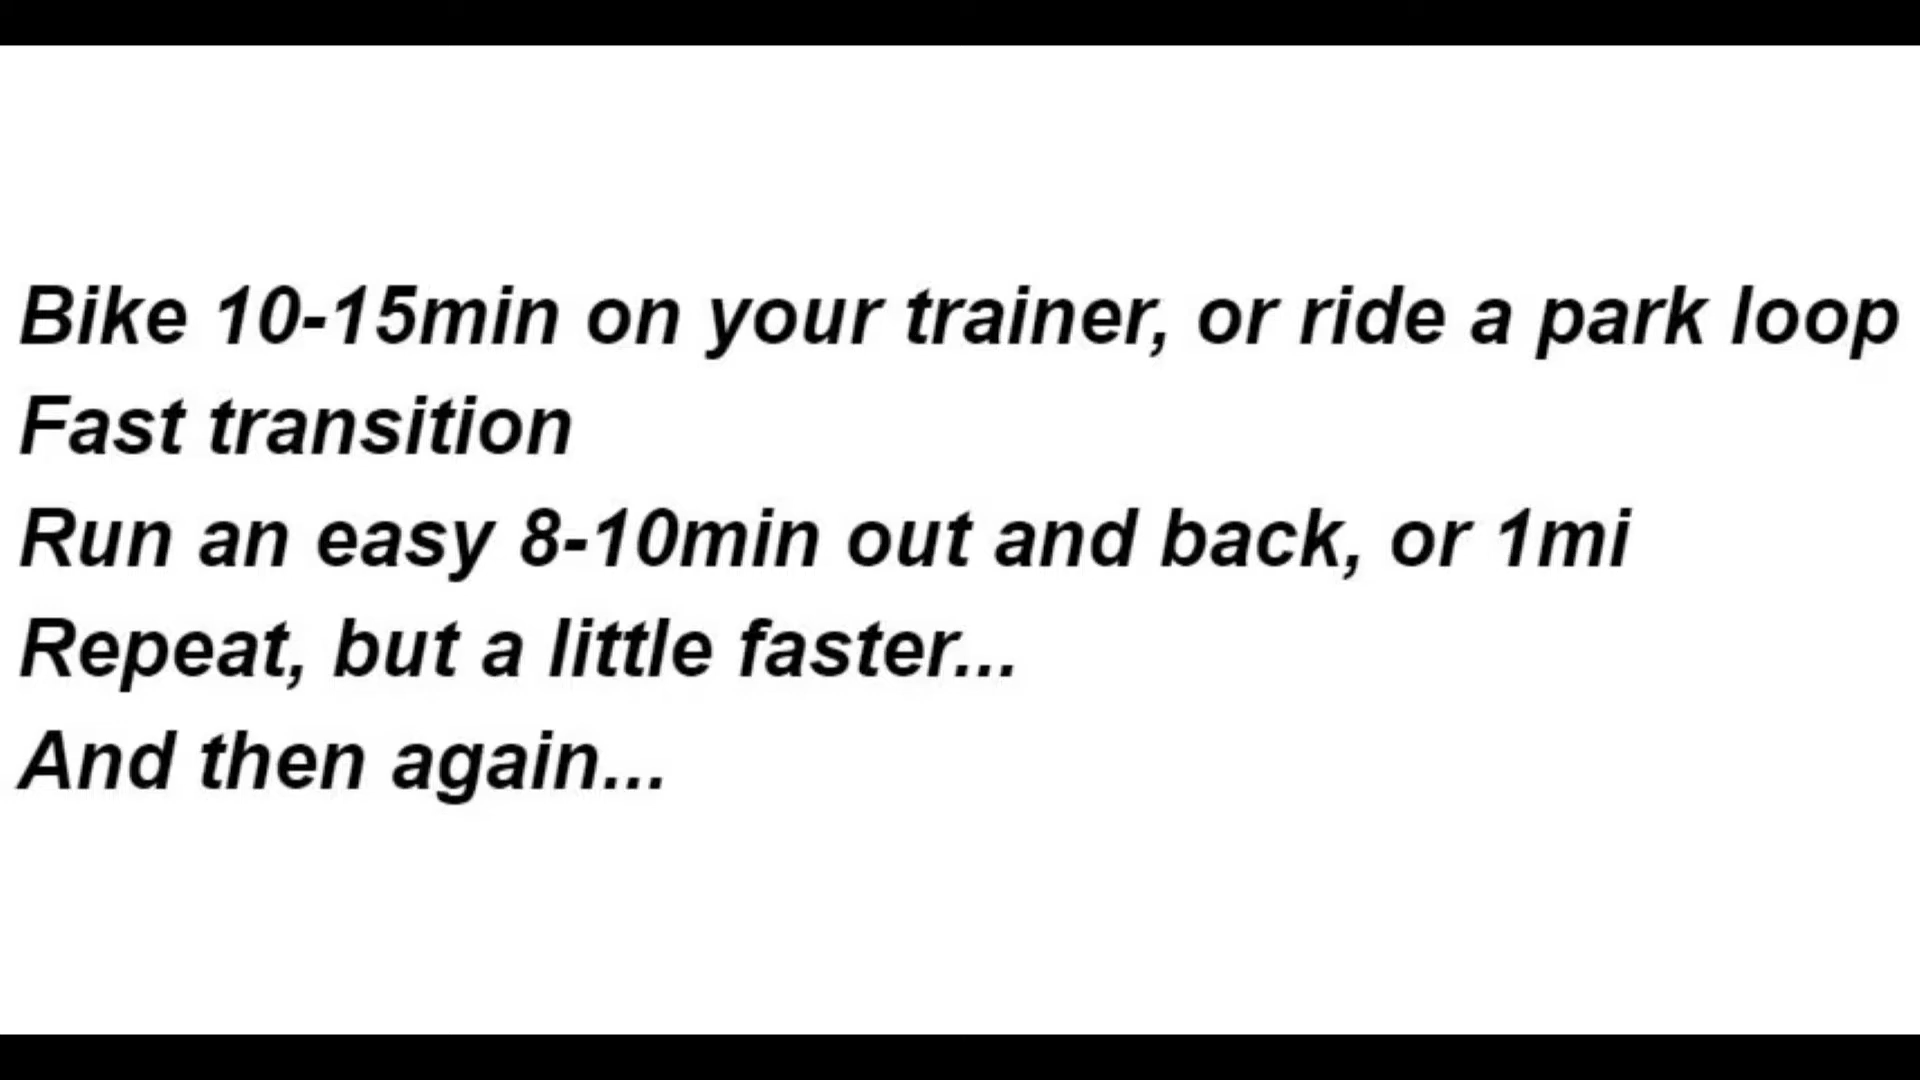 Bike 10-15min on your trainer, or ride a park loop
Fast transition
Run an easy 8-10min out and back, or 1mi
Repeat, but a little faster...
And then again...